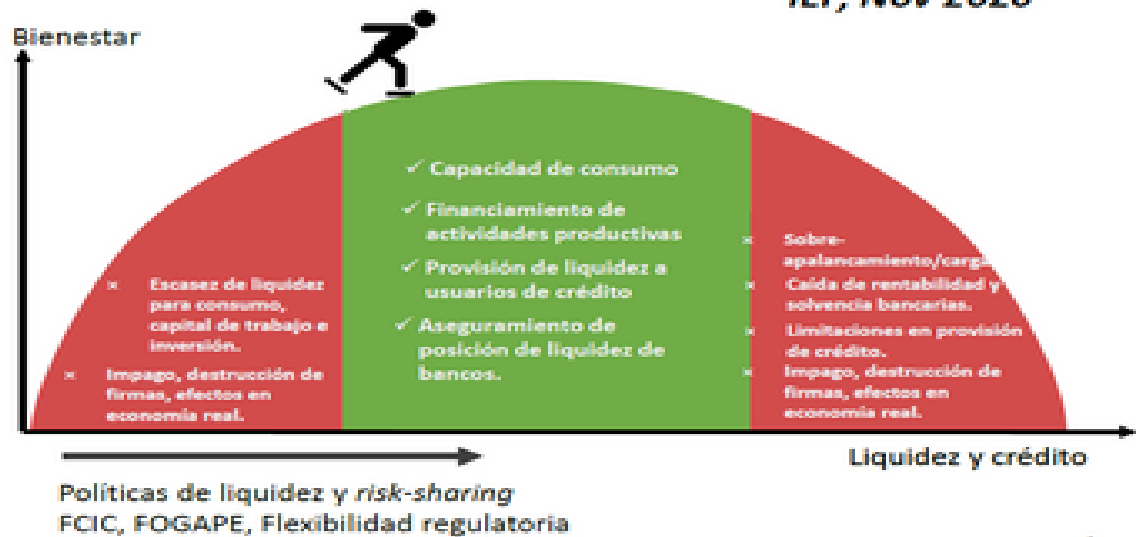 Nov 2020
Bienestar
✓ Capacidad de consumo
✓ Financiamiento de
actividades productivas
✓ Provisión de liquidez a
usuarios de crédito
✓ Aseguramiento de
posición de liquidez de
bancos.
× Escasez de liquidez
para consumo,
capital de trabajo e
inversión.
× Impago, destrucción de
firmas, efectos en
economía real.
× Sobre-
apalancamiento/carga
× Caída de rentabilidad y
solvencia bancarias.
× Limitaciones en provisión
de crédito.
× Impago, destrucción de
firmas, efectos en
economía real.
Liquidez y crédito
Políticas de liquidez y risk-sharing
FCIC, FOGAPE, Flexibilidad regulatoria